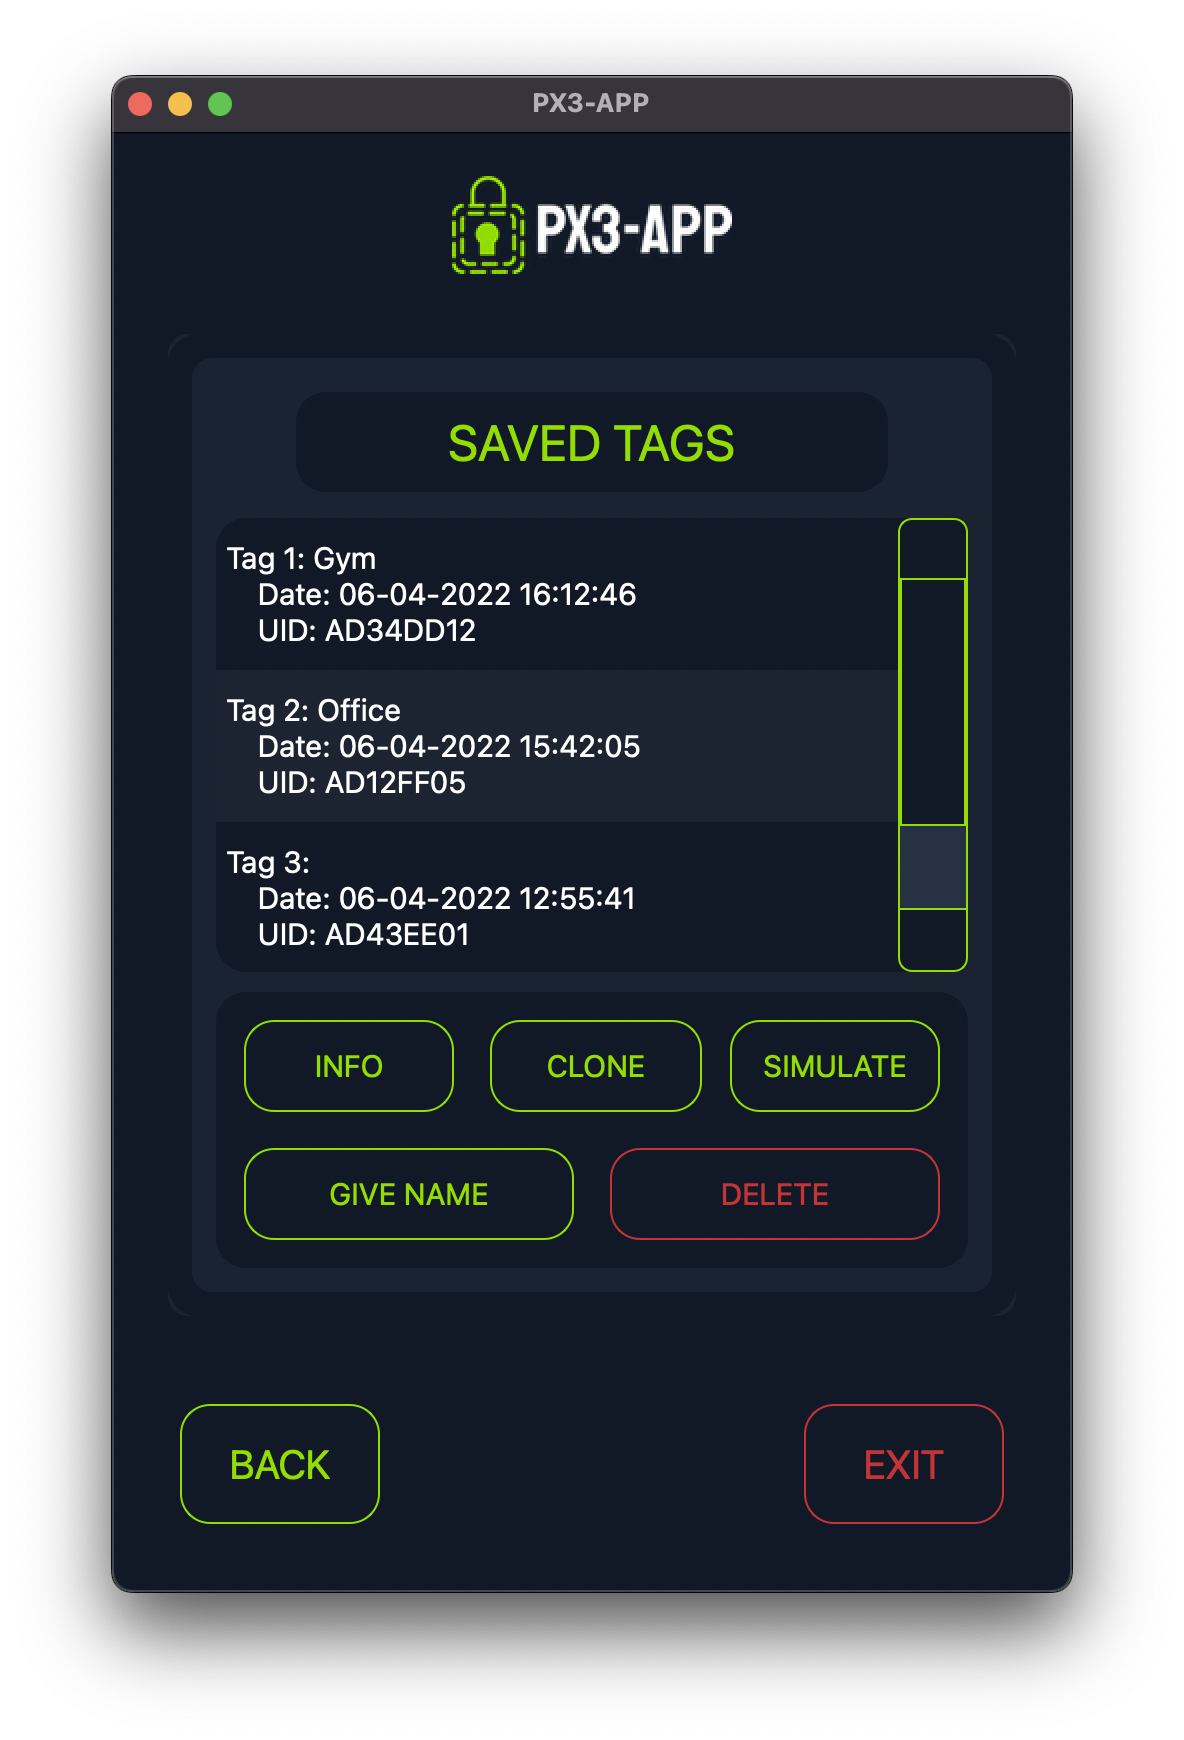 PX3-APP
PX3-APP
SAVED TAGS
Tag 1: Gym
Date: 06-04-2022 16:12:46
UID: AD34DD12
Tag 2: Office
Date: 06-04-2022 15:42:05
UID: AD12FF05
Tag 3:
Date: 06-04-2022 12:55:41
UID: AD43EE01
INFO CLONE SIMULATE
GIVE NAME DELETE
BACK EXIT